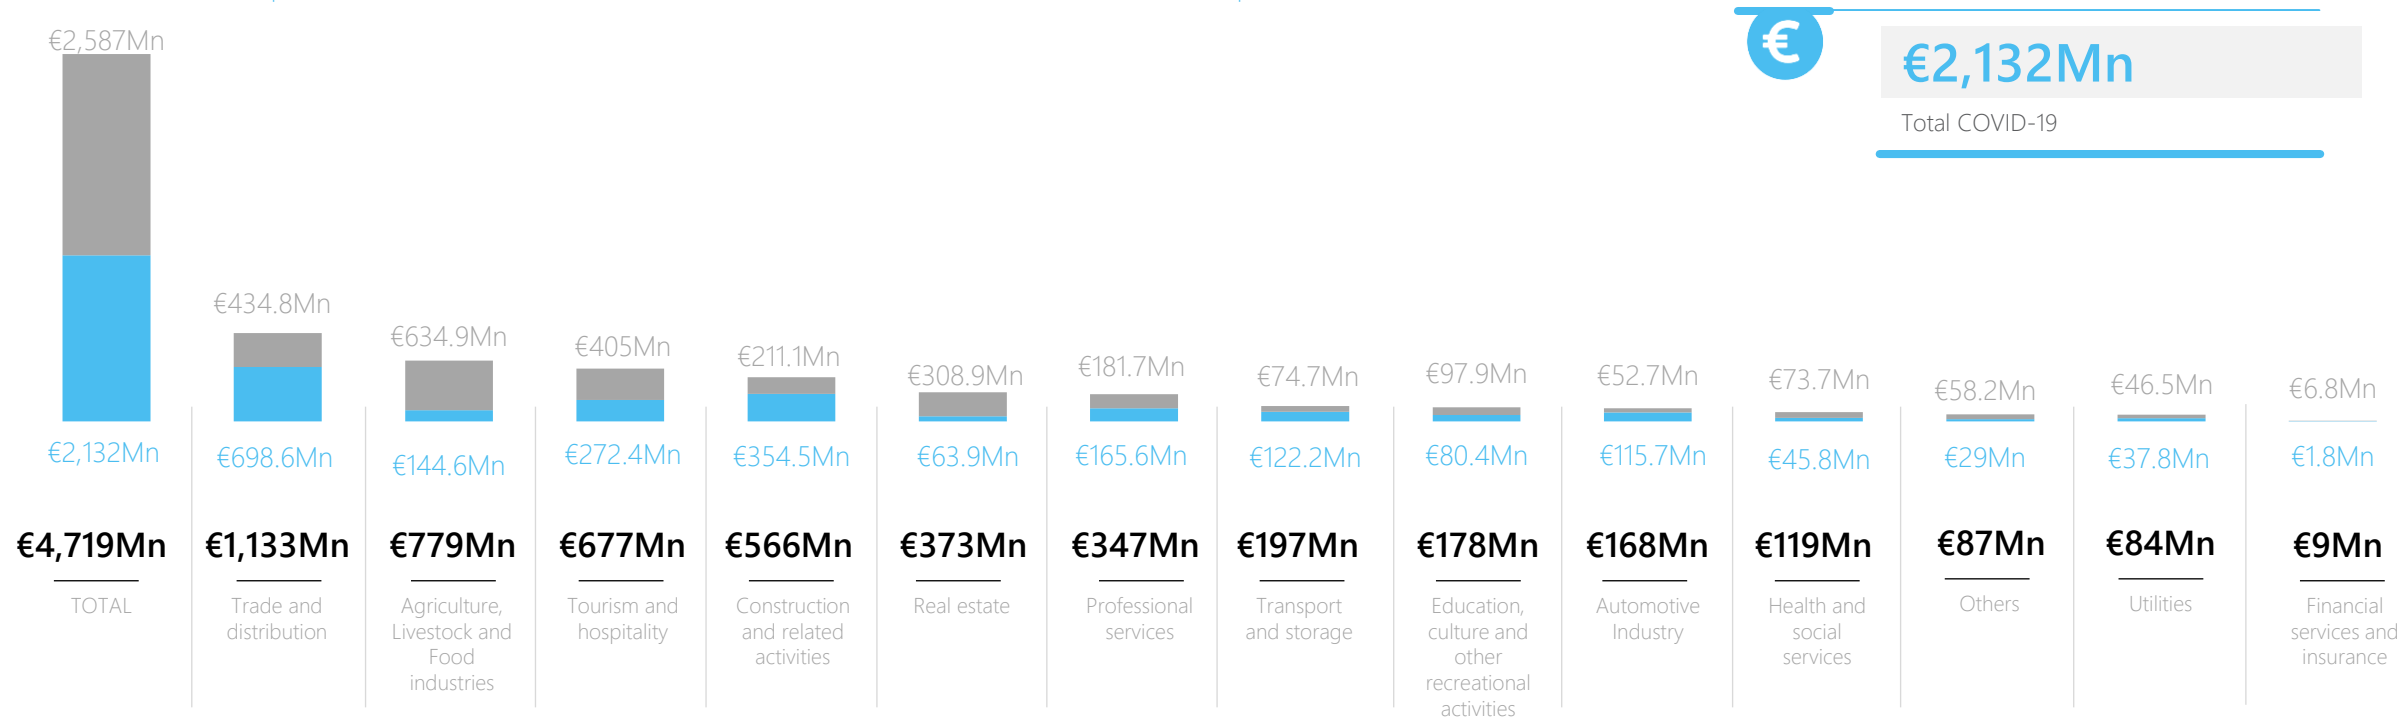 €
€2,132Mn
Total COVID-19
€2,587Mn
€434.8Mn
€634.9Mn
€405Mn
€211.1Mn
€308.9Mn
€181.7Mn
€74.7Mn
€97.9Mn
€52.7Mn
€73.7Mn
€58.2Mn
€46.5Mn
€6.8Mn
€2,132Mn
€698.6Mn
€144.6Mn
€272.4Mn
€354.5Mn
€63.9Mn
€165.6Mn
€122.2Mn
€80.4Mn
€115.7Mn
€45.8Mn
€29Mn
€37.8Mn
€1.8Mn
€4,719Mn
€1,133Mn
€779Mn
€677Mn
€566Mn
€373Mn
€347Mn
€197Mn
€178Mn
€168Mn
€119Mn
€87Mn
€84Mn
€9Mn
TOTAL
Trade and
distribution
Agriculture,
Livestock and
Food
industries
Tourism and
hospitality
Construction
and related
activities
Real estate
Professional
services
Transport
and storage
Education,
culture and
other
recreational
activities
Automotive
Industry
Health and
social
services
Others
Utilities
Financial
services and
insurance